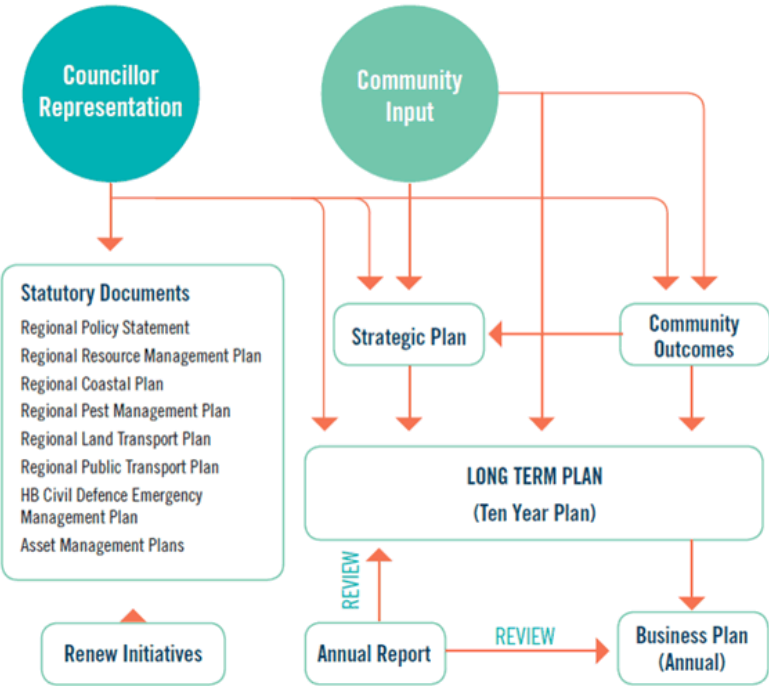 Councillor
Representation
Community
Input
Statutory Documents
Regional Policy Statement
Regional Resource Management Plan
Regional Coastal Plan
Regional Pest Management Plan
Regional Land Transport Plan
Regional Public Transport Plan
HB Civil Defence Emergency
Management Plan
Asset Management Plans
Strategic Plan
Community
Outcomes
LONG TERM PLAN
(Ten Year Plan)
REVIEW
Renew Initiatives
Annual Report
REVIEW
Business Plan
(Annual)